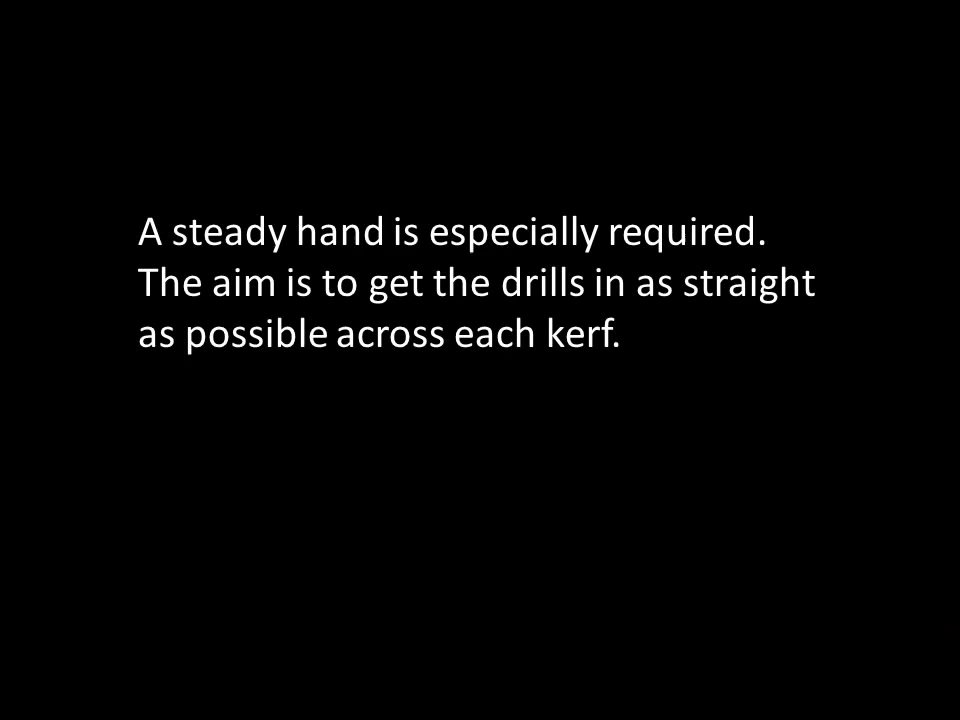 A steady hand is especially required.
The aim is to get the drills in as straight
as possible across each kerf.